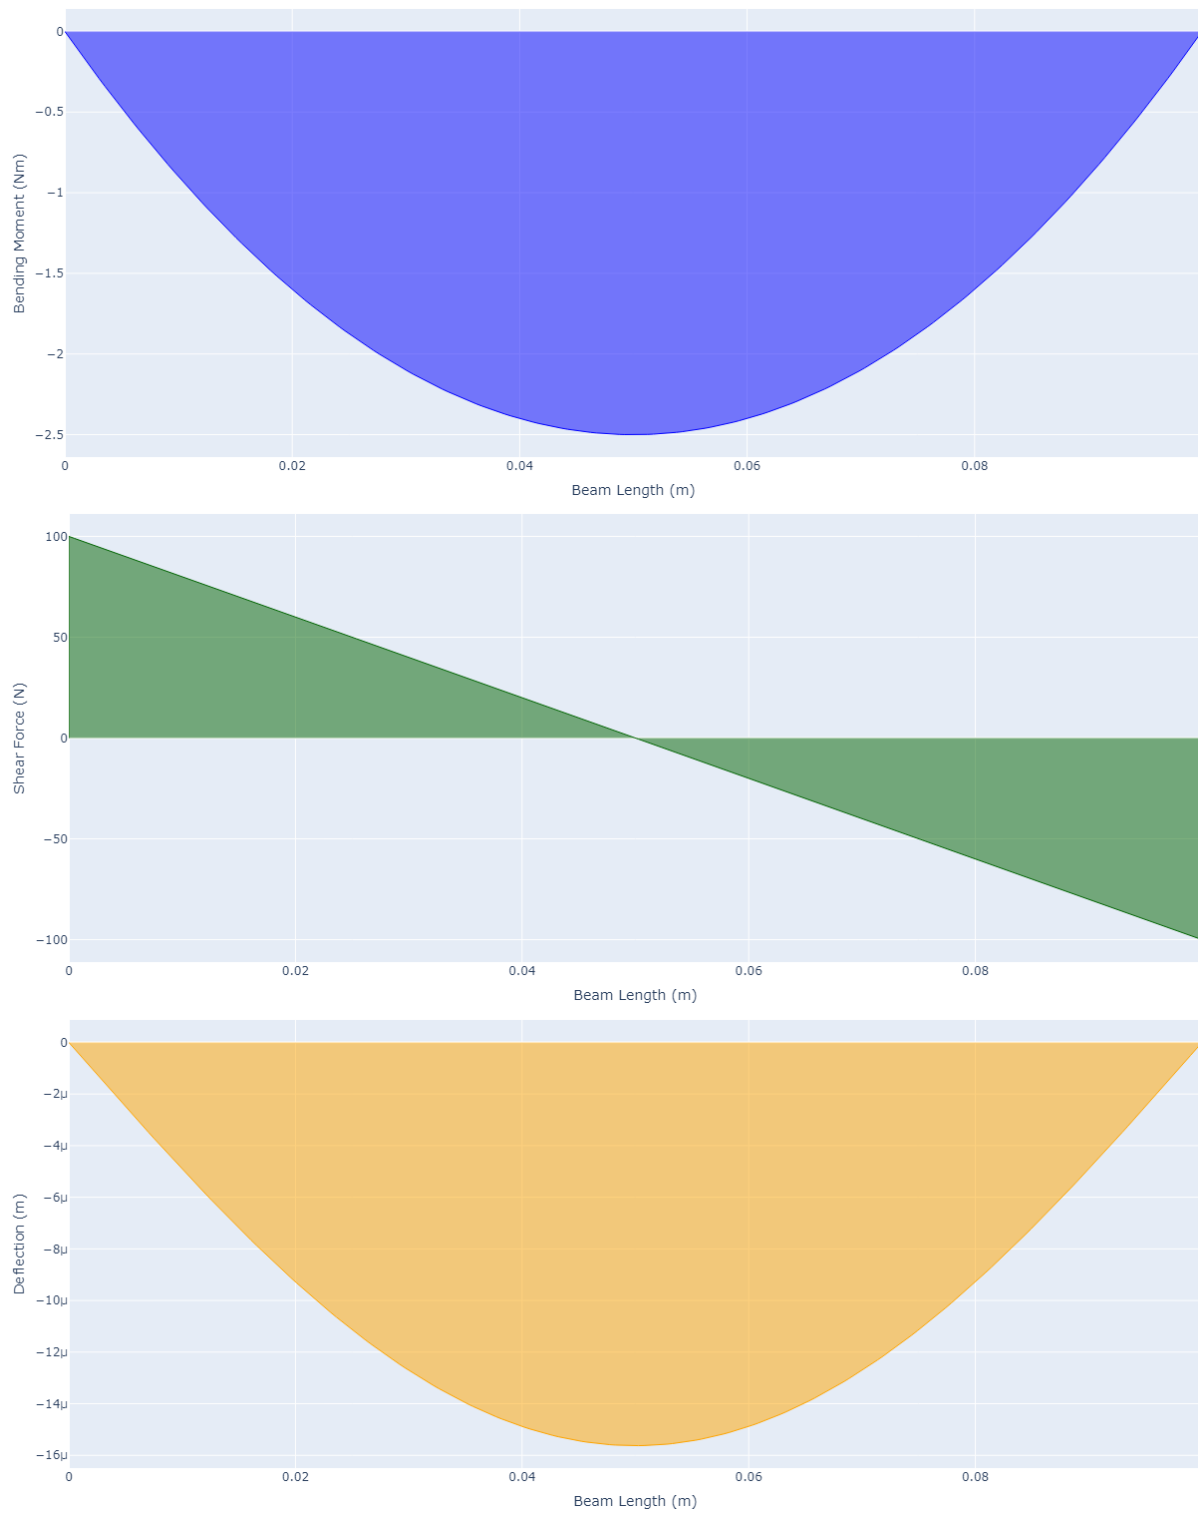 0
−0.5
−1
−1.5
−2
−2.5
Bending Moment (Nm)
0 0.02 0.04 0.06 0.08
Beam Length (m)
100
50
0
−50
−100
Shear Force (N)
0 0.02 0.04 0.06 0.08
Beam Length (m)
0
−2μ
−4μ
−6μ
−8μ
−10μ
−12μ
−14μ
−16μ
Deflection (m)
0 0.02 0.04 0.06 0.08
Beam Length (m)